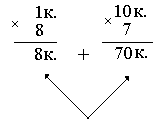 × 1к. × 10к.
8 7
8к. + 70к.